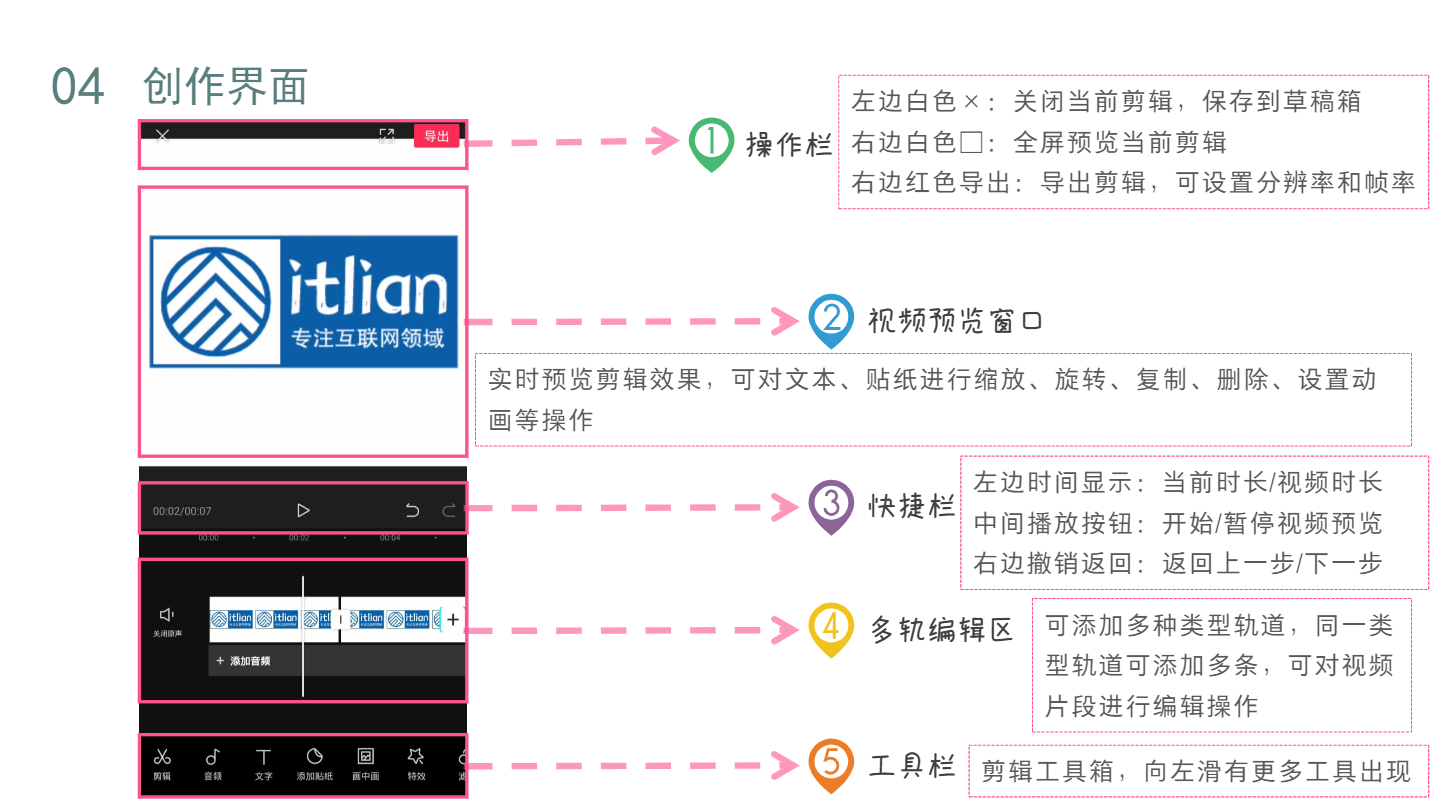 04 创作界面
导出
1 操作栏
左边白色×：关闭当前剪辑，保存到草稿箱
右边白色□：全屏预览当前剪辑
右边红色导出：导出剪辑，可设置分辨率和帧率
itlian
专注互联网领域
2 视频预览窗口
实时预览剪辑效果，可对文本、贴纸进行缩放、旋转、复制、删除、设置动
画等操作
00:02/00:07
00:00 · 00:02 · 00:04 ·
3 快捷栏
左边时间显示：当前时长/视频时长
中间播放按钮：开始/暂停视频预览
右边撤销返回：返回上一步/下一步
关闭原声
itlian itlian itl itlian itlian
+
+ 添加音频
4 多轨编辑区
可添加多种类型轨道，同一类
型轨道可添加多条，可对视频
片段进行编辑操作
剪辑 音频 文字 添加贴纸 画中画 特效
5 工具栏
剪辑工具箱，向左滑有更多工具出现